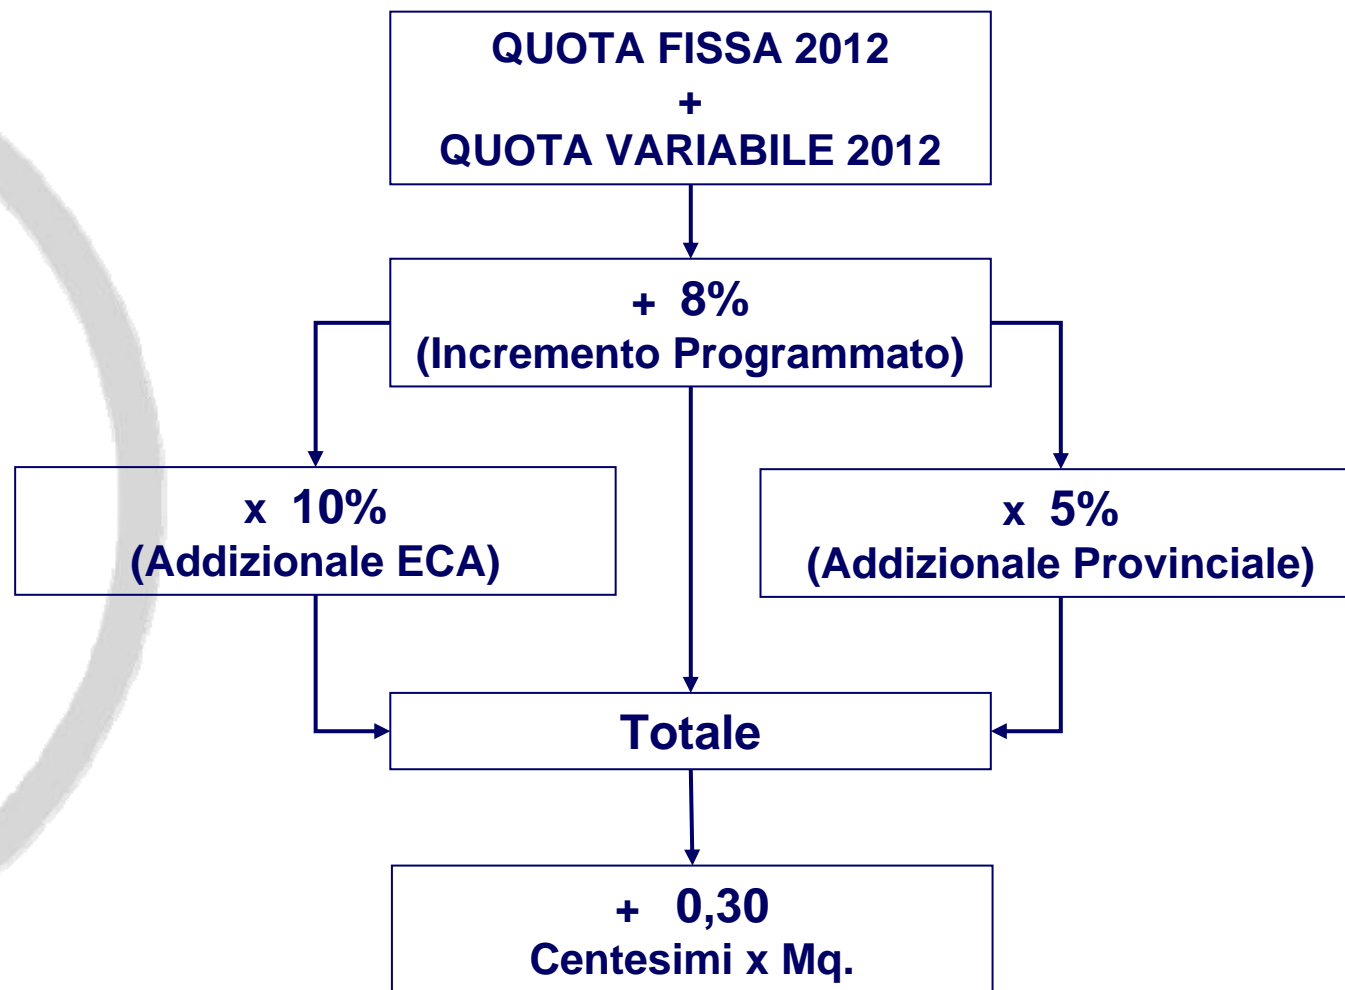 QUOTA FISSA 2012
+
QUOTA VARIABILE 2012
+ 8%
(Incremento Programmato)
x 10%
(Addizionale ECA)
x 5%
(Addizionale Provinciale)
Totale
+ 0,30
Centesimi x Mq.